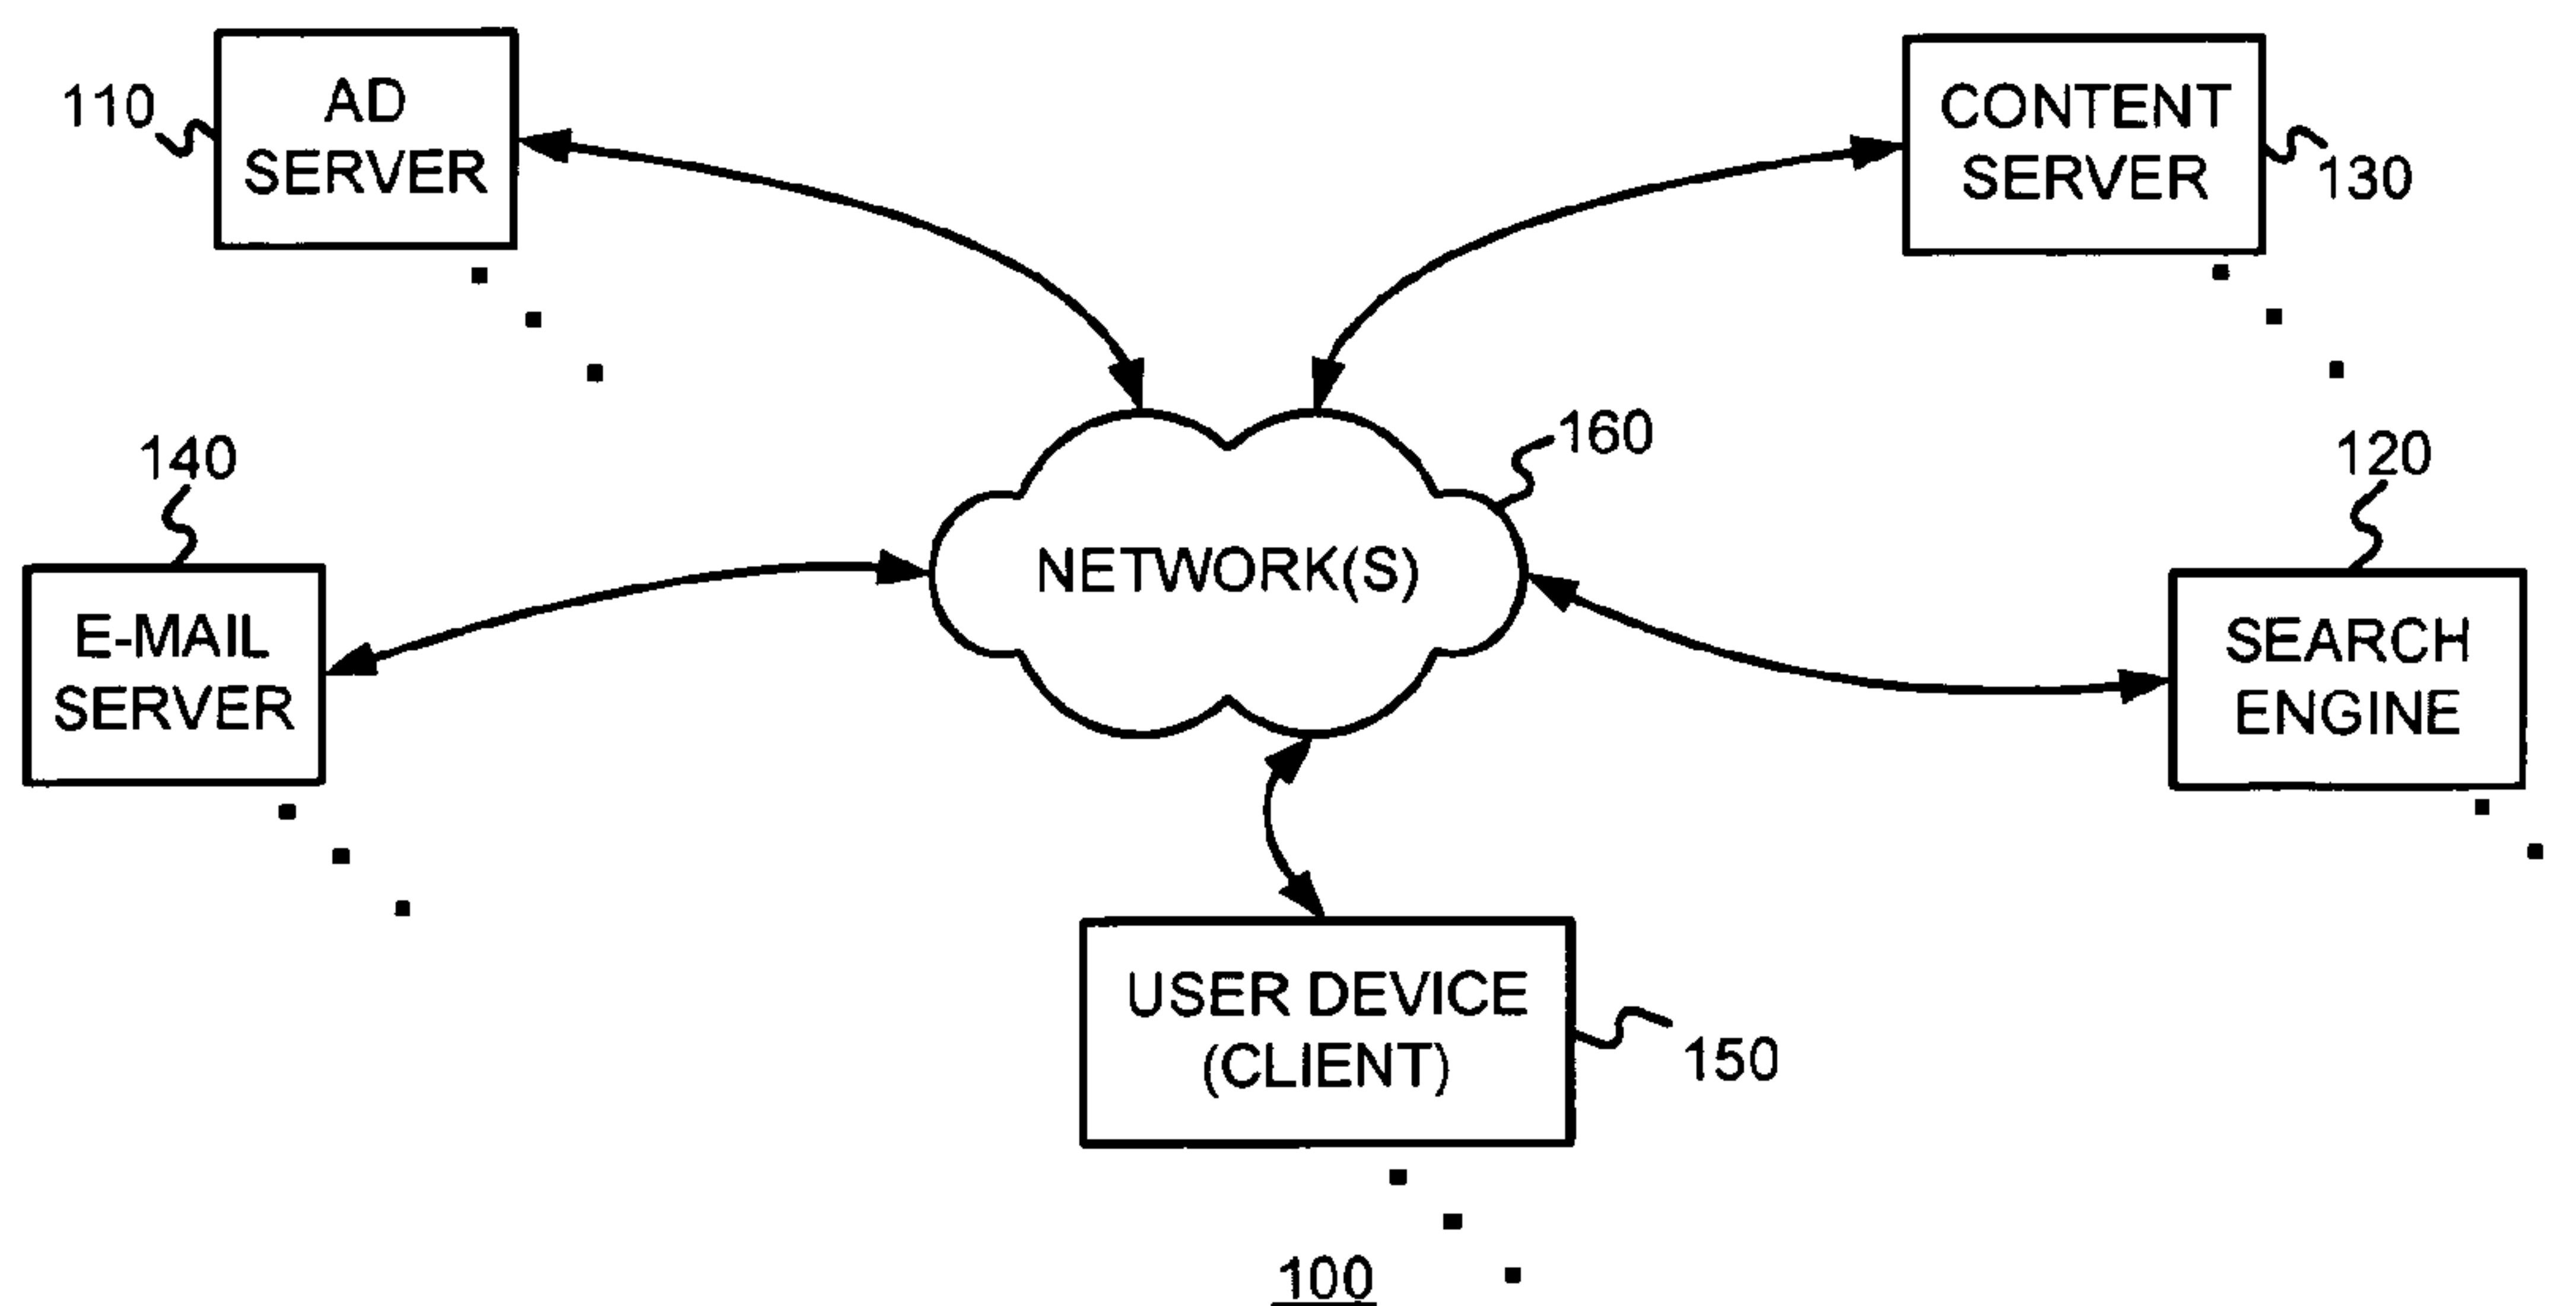 110
AD
SERVER
CONTENT
SERVER
130
140
160
120
E-MAIL
SERVER
NETWORK(S)
SEARCH
ENGINE
USER DEVICE
(CLIENT)
150
100